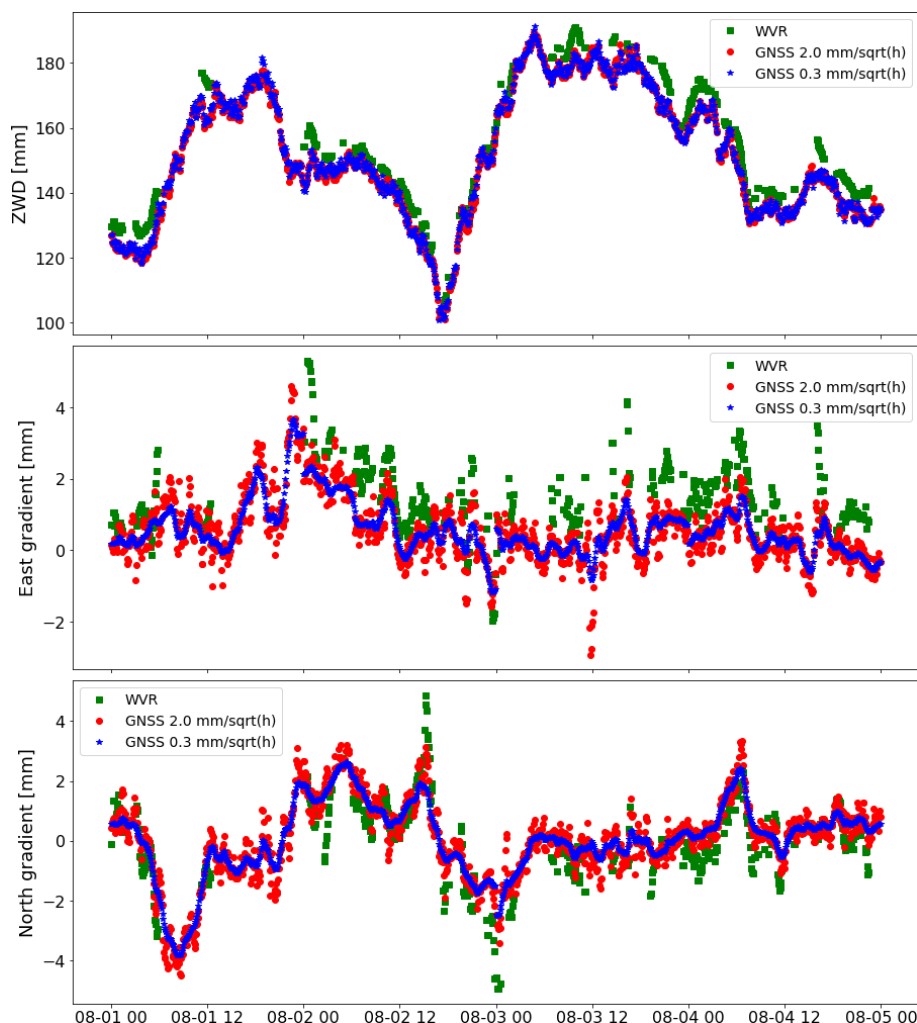 ZWD [mm]
180
160
140
120
100
WVR
GNSS 2.0 mm/sqrt(h)
GNSS 0.3 mm/sqrt(h)
East gradient [mm]
4
2
0
−2
WVR
GNSS 2.0 mm/sqrt(h)
GNSS 0.3 mm/sqrt(h)
North gradient [mm]
4
2
0
−2
−4
WVR
GNSS 2.0 mm/sqrt(h)
GNSS 0.3 mm/sqrt(h)
08-01 00 08-01 12 08-02 00 08-02 12 08-03 00 08-03 12 08-04 00 08-04 12 08-05 00